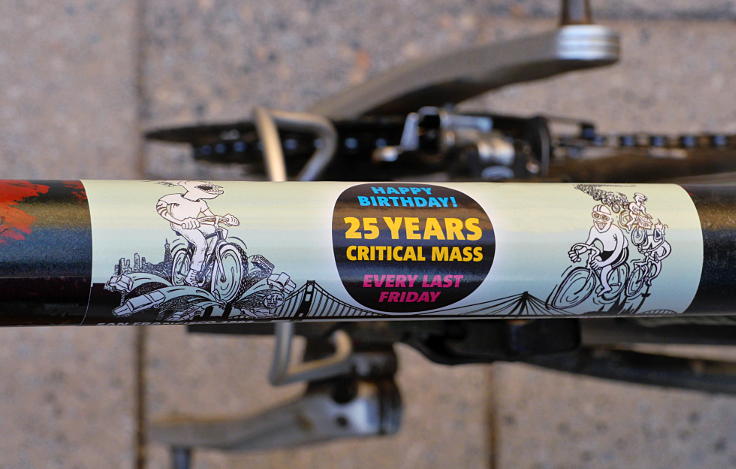 HAPPY
BIRTHDAY!
25 YEARS
CRITICAL MASS
EVERY LAST
FRIDAY